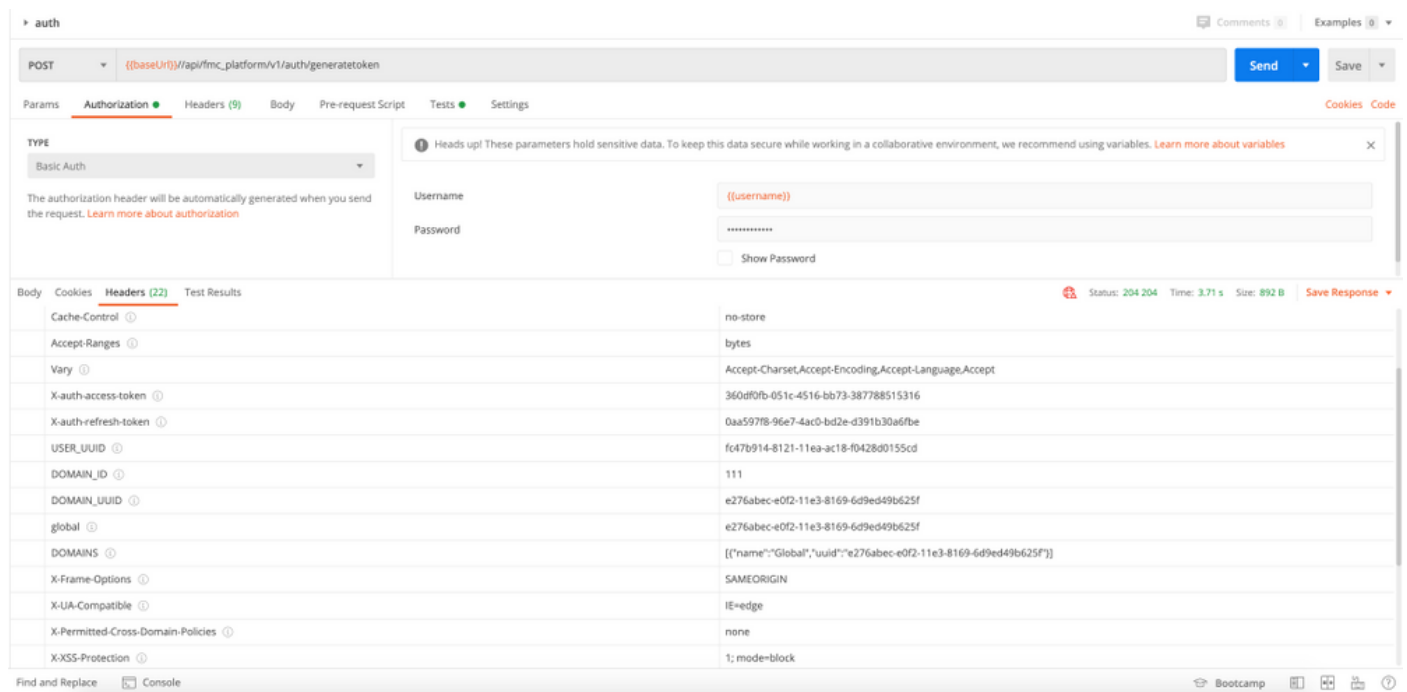 auth
Comments 0 Examples 0
POST {{baseUrl}}//api/fmc_platform/v1/auth/generatetoken Send Save
Params Authorization Headers (9) Body Pre-request Script Tests Settings Cookies Code
TYPE
Basic Auth
The authorization header will be automatically generated when you send
the request. Learn more about authorization
Heads up! These parameters hold sensitive data. To keep this data secure while working in a collaborative environment, we recommend using variables. Learn more about variables
Username {{username}}
Password ••••••••••••
Show Password
Body Cookies Headers (22) Test Results Status: 204 204 Time: 3.71 s Size: 892 B Save Response
Cache-Control no-store
Accept-Ranges bytes
Vary Accept-Charset,Accept-Encoding,Accept-Language,Accept
X-auth-access-token 360df0fb-051c-4516-bb73-387788515316
X-auth-refresh-token 0aa597f8-96e7-4ac0-bd2e-d391b30a6fbe
USER_UUID fc47b914-8121-11ea-ac18-f0428d0155cd
DOMAIN_ID 111
DOMAIN_UUID e276abec-e0f2-11e3-8169-6d9ed49b625f
global e276abec-e0f2-11e3-8169-6d9ed49b625f
DOMAINS [{"name":"Global","uuid":"e276abec-e0f2-11e3-8169-6d9ed49b625f"}]
X-Frame-Options SAMEORIGIN
X-UA-Compatible IE=edge
X-Permitted-Cross-Domain-Policies none
X-XSS-Protection 1; mode=block
Find and Replace Console Bootcamp